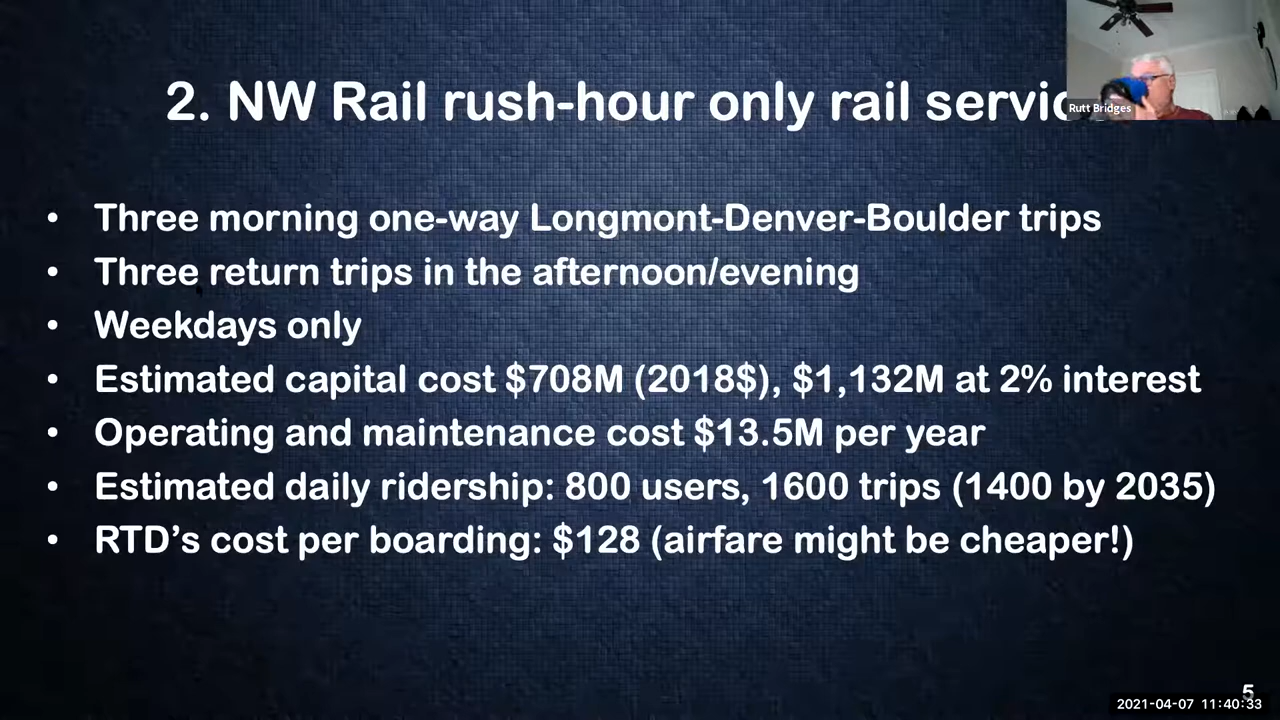 2. NW Rail rush-hour only rail
Rutt Bridges
• Three morning one-way Longmont-Denver-Boulder trips
• Three return trips in the afternoon/evening
• Weekdays only
• Estimated capital cost $708M (2018$), $1,132M at 2% interest
• Operating and maintenance cost $13.5M per year
• Estimated daily ridership: 800 users, 1600 trips (1400 by 2035)
• RTD’s cost per boarding: $128 (airfare might be cheaper!)
5
2021-04-07 11:40:33